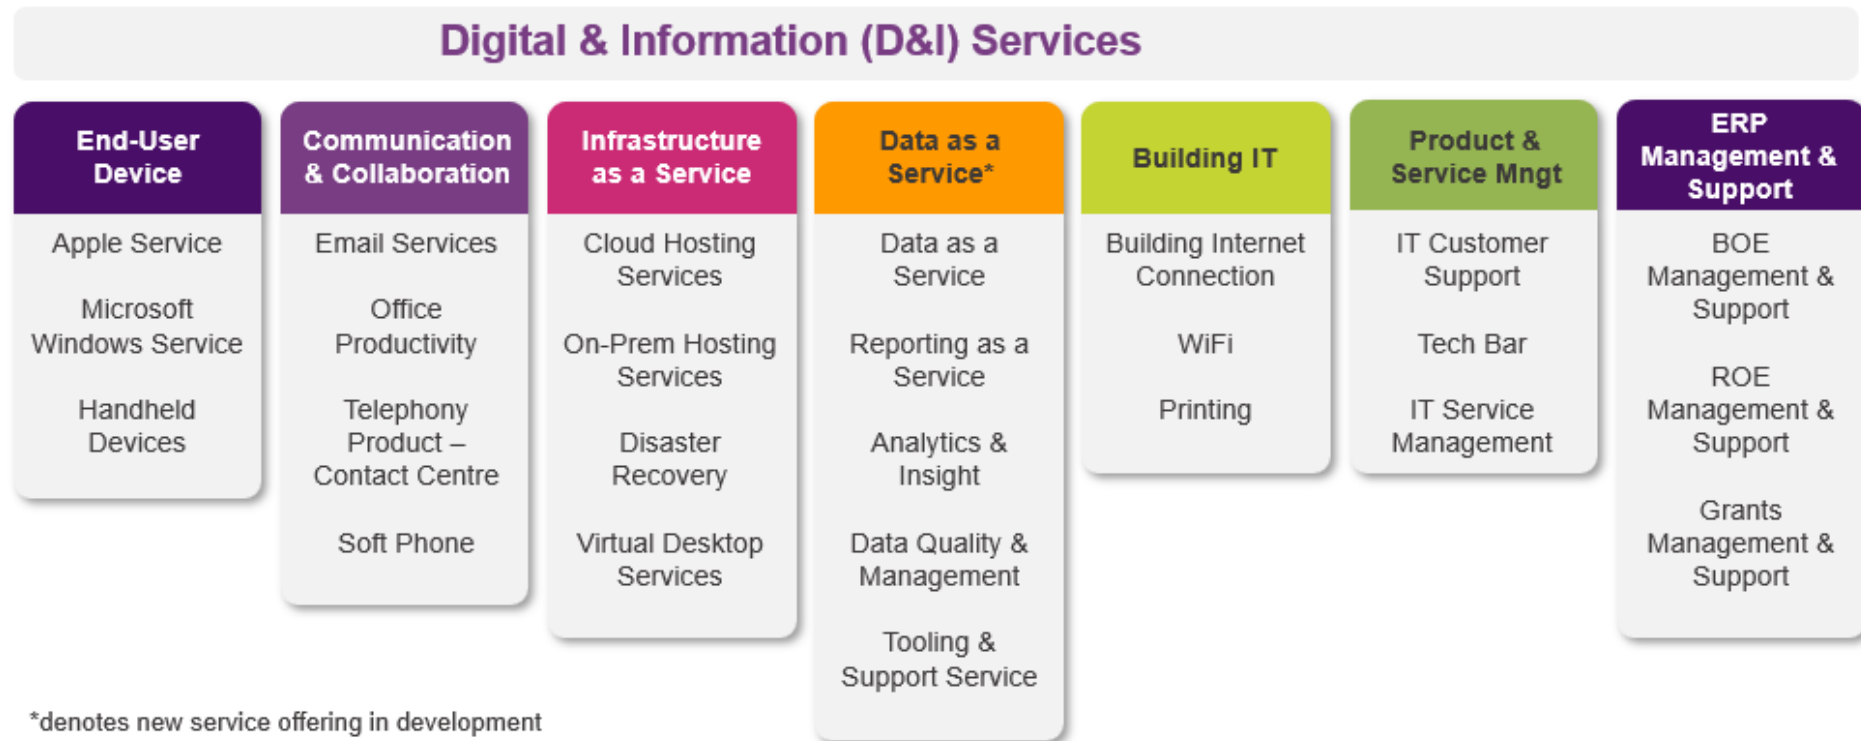 Digital & Information (D&I) Services
End-User
Device
Apple Service
Microsoft
Windows Service
Handheld
Devices
Communication
& Collaboration
Email Services
Office
Productivity
Telephony
Product –
Contact Centre
Soft Phone
Infrastructure
as a Service
Cloud Hosting
Services
On-Prem Hosting
Services
Disaster
Recovery
Virtual Desktop
Services
Data as a
Service*
Data as a
Service
Reporting as a
Service
Analytics &
Insight
Data Quality &
Management
Tooling &
Support Service
Building IT
Building Internet
Connection
WiFi
Printing
Product &
Service Mngt
IT Customer
Support
Tech Bar
IT Service
Management
ERP
Management &
Support
BOE
Management &
Support
ROE
Management &
Support
Grants
Management &
Support
*denotes new service offering in development